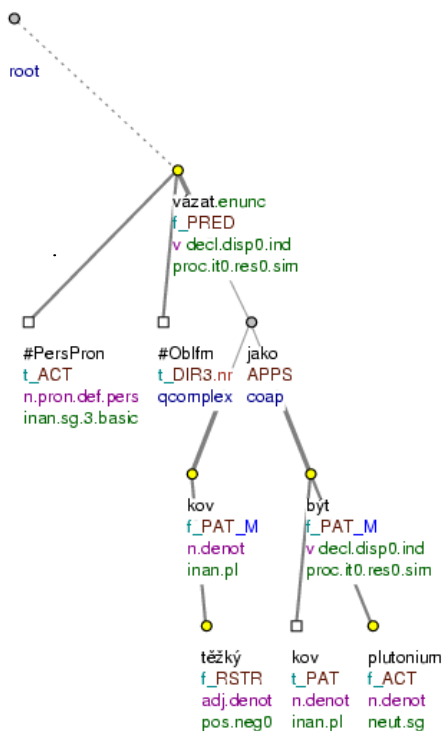 root
vázat.enunc
f_PRED
v decl.disp0.ind
proc.it0.res0.sim
#PersPron #Oblfm jako
t_ACT t_DIR3.nr APPS
n.pron.def.pers qcomplex coap
inan.sg.3.basic
kov být
f_PAT_M f_PAT_M
n.denot v decl.disp0.ind
inan.pl proc.it0.res0.sim
těžký kov plutonium
f_RSTR t_PAT f_ACT
adj.denot n.denot n.denot
pos.neg0 inan.pl neut.sg